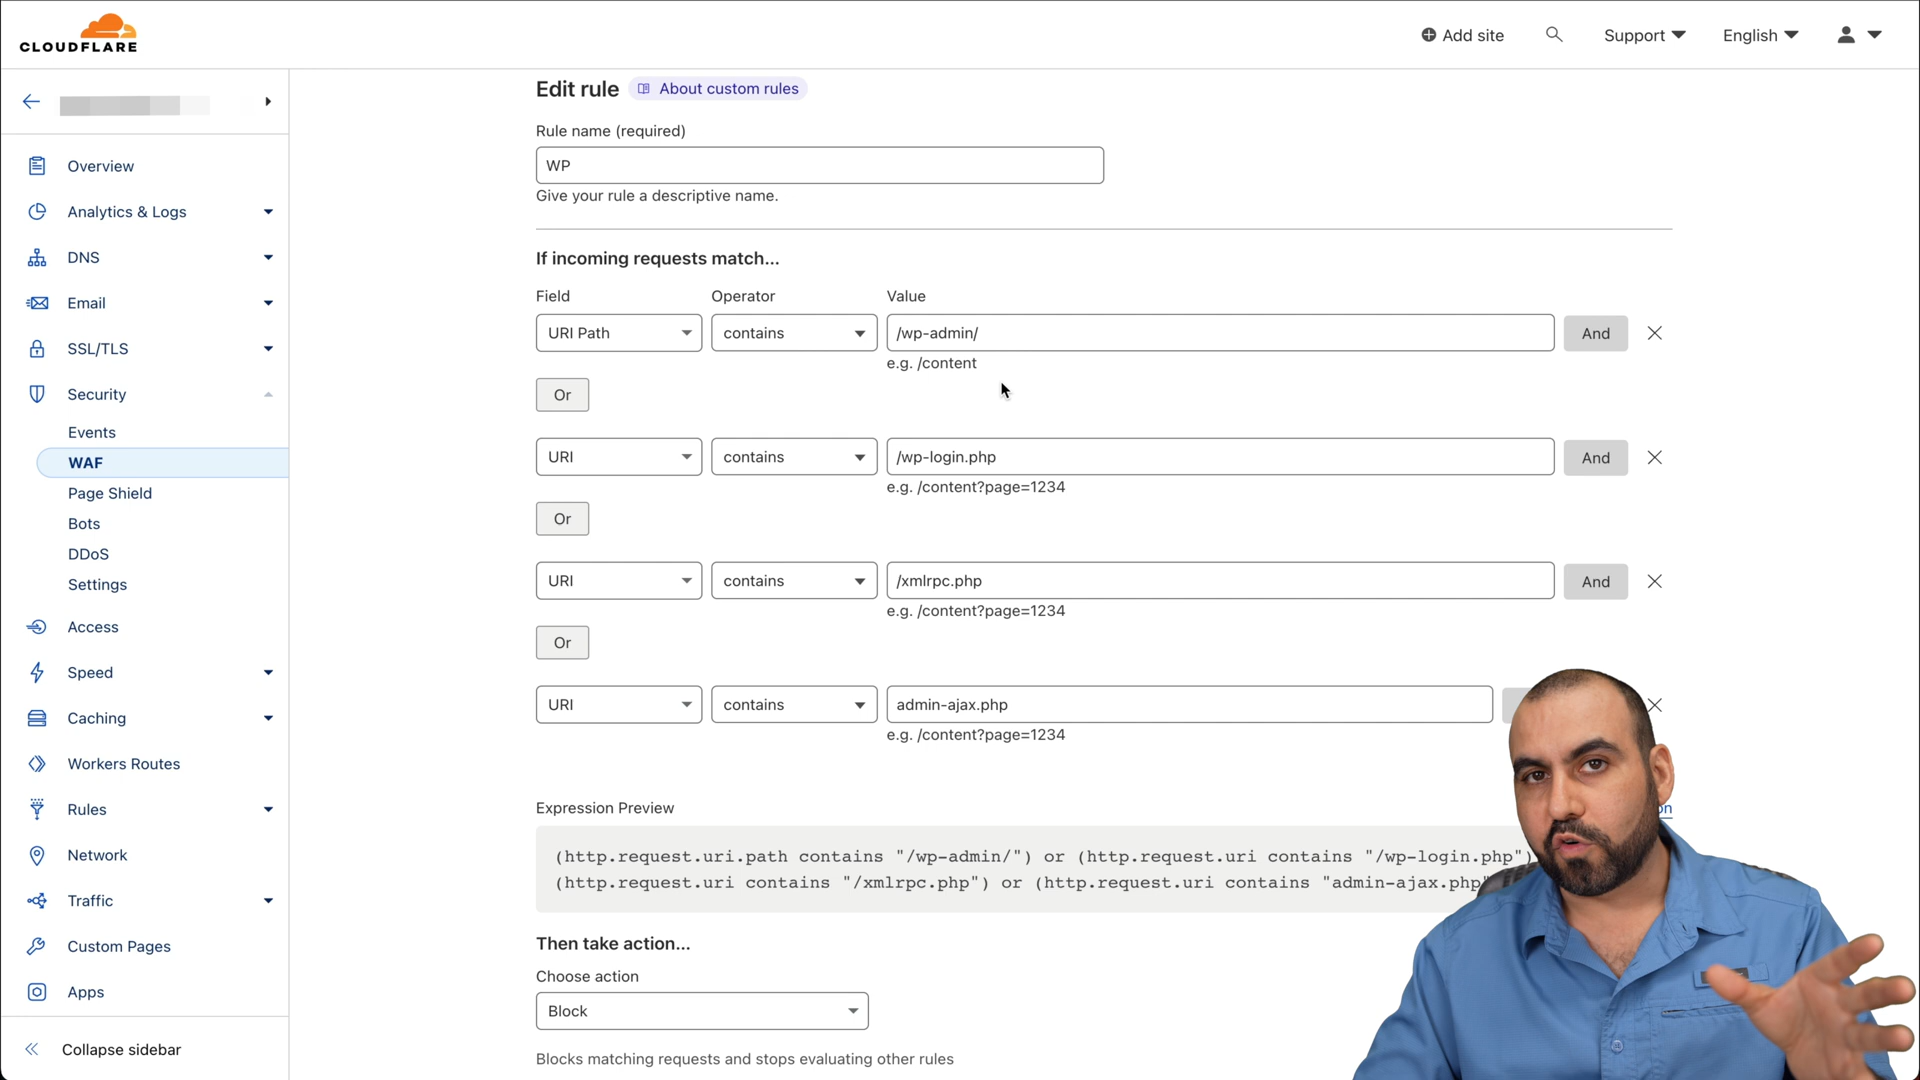 CLOUDFLARE
Add site
Support
English
Overview
Analytics & Logs
DNS
Email
SSL/TLS
Security
Events
WAF
Page Shield
Bots
DDoS
Settings
Access
Speed
Caching
Workers Routes
Rules
Network
Traffic
Custom Pages
Apps
Collapse sidebar
Edit rule About custom rules
Rule name (required)
WP
Give your rule a descriptive name.
If incoming requests match...
Field Operator Value
URI Path contains /wp-admin/ And
e.g. /content
Or
URI contains /wp-login.php And
e.g. /content?page=1234
Or
URI contains /xmlrpc.php And
e.g. /content?page=1234
Or
URI contains admin-ajax.php
e.g. /content?page=1234
Expression Preview
(http.request.uri.path contains "/wp-admin/") or (http.request.uri contains "/wp-login.php")
(http.request.uri contains "/xmlrpc.php") or (http.request.uri contains "admin-ajax.php"
Then take action...
Choose action
Block
Blocks matching requests and stops evaluating other rules